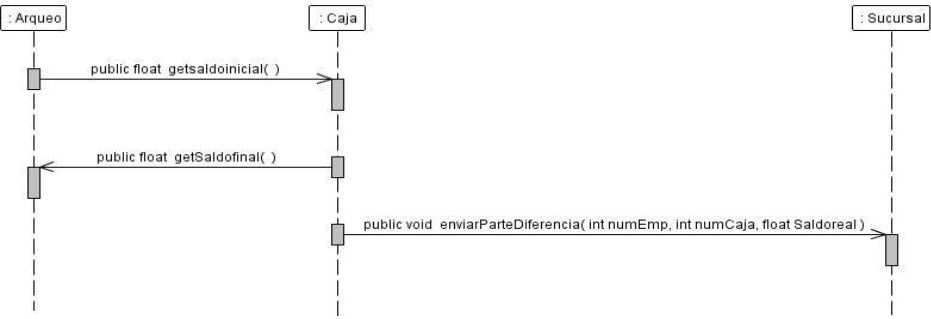 : Arqueo
: Caja
: Sucursal
public float getsaldoinicial( )
public float getSaldofinal( )
public void enviarParteDiferencia( int numEmp, int numCaja, float Saldoreal )